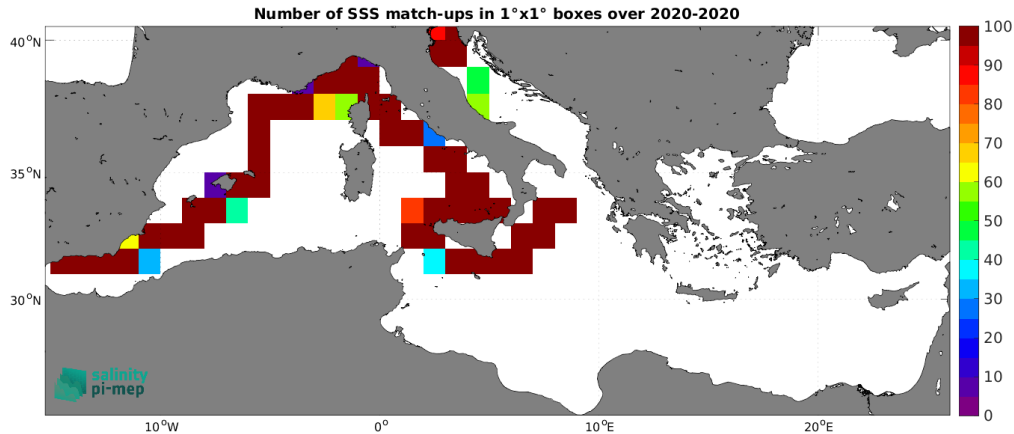 Number of SSS match-ups in 1°x1° boxes over 2020-2020
40°N
35°N
30°N
10°W
0°
10°E
20°E
100
90
80
70
60
50
40
30
20
10
0
salinity
pi-mep